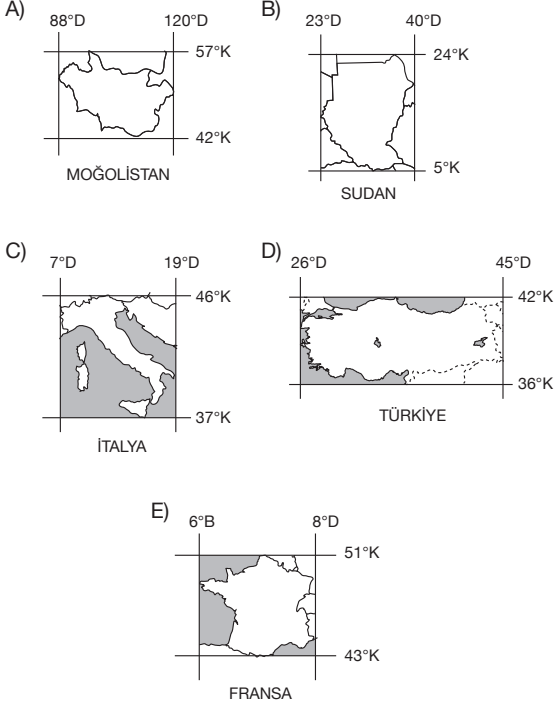 A)
88°D 120°D
57°K
42°K
MOĞOLİSTAN
B)
23°D 40°D
24°K
5°K
SUDAN
C)
7°D 19°D
46°K
37°K
İTALYA
D)
26°D 45°D
42°K
36°K
TÜRKİYE
E)
6°B 8°D
51°K
43°K
FRANSA